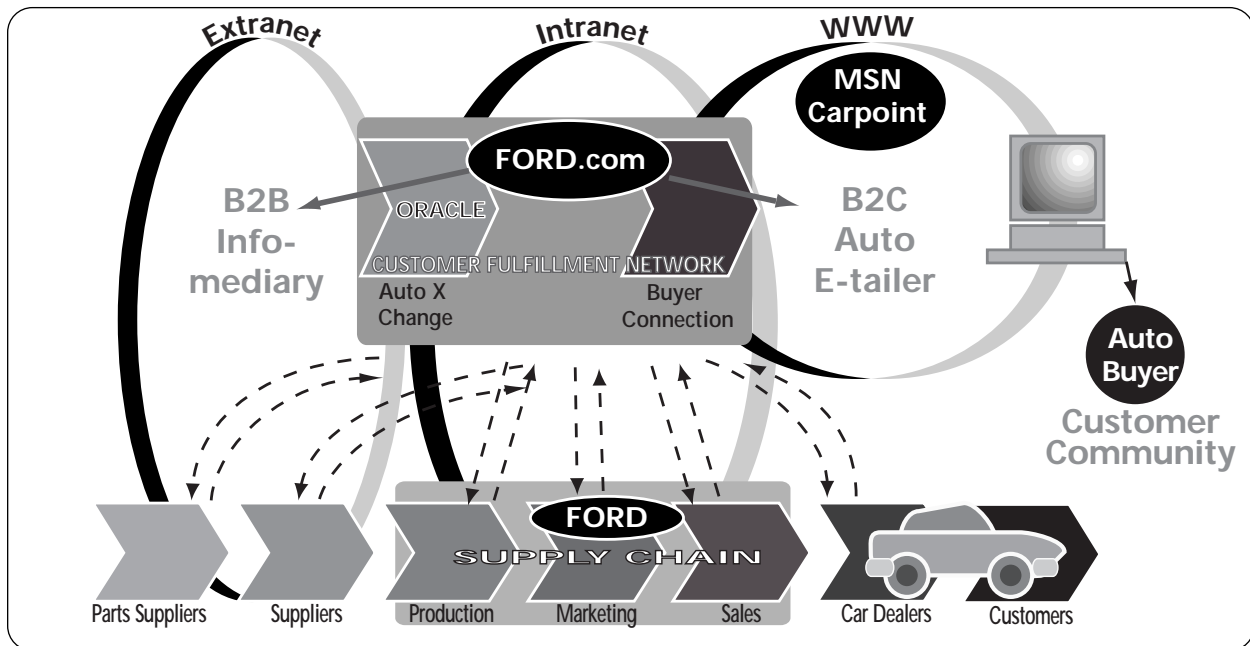 Extranet
Intranet
WWW
MSN
Carpoint
FORD.com
B2B
Info-
mediary
ORACLE
CUSTOMER FULFILLMENT NETWORK
Auto X
Change
Buyer
Connection
B2C
Auto
E-tailer
Auto
Buyer
Customer
Community
FORD
SUPPLY CHAIN
Parts Suppliers
Suppliers
Production
Marketing
Sales
Car Dealers
Customers